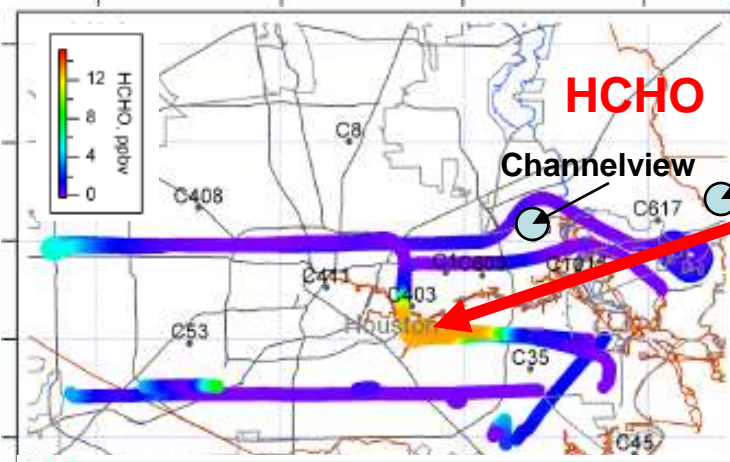 12
8
4
0
HCHO, ppbv
HCHO
Channelview
C8
C408
C617
C411
C403
Houston
C53
C35
C45